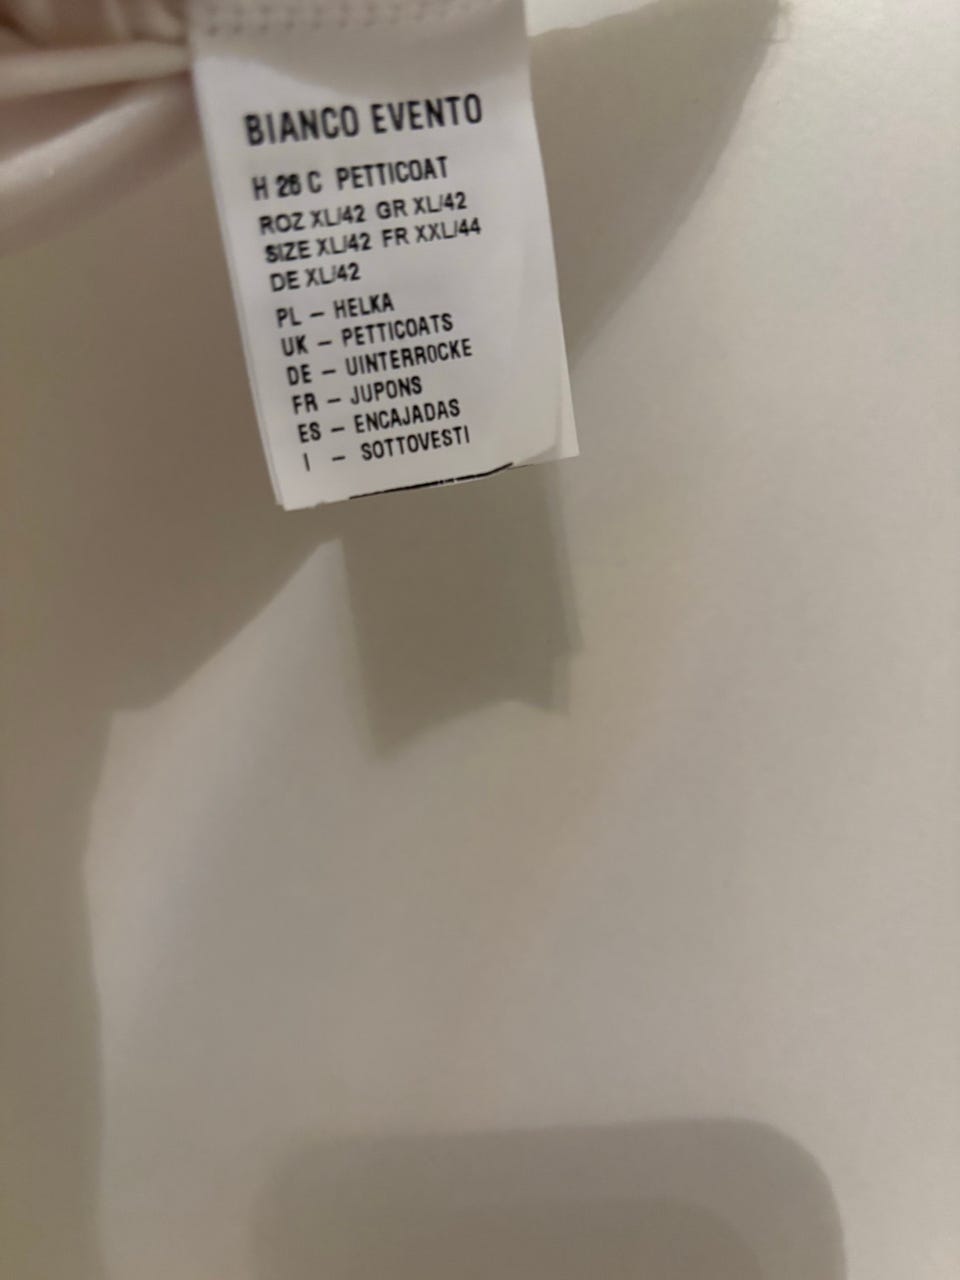 BIANCO EVENTO
H 26 C PETTICOAT
ROZ XL/42 GR XL/42
SIZE XL/42 FR XXL/44
DE XL/42
PL – HELKA
UK – PETTICOATS
DE – UINTERROCKE
FR – JUPONS
ES – ENCAJADAS
I – SOTTOVESTI